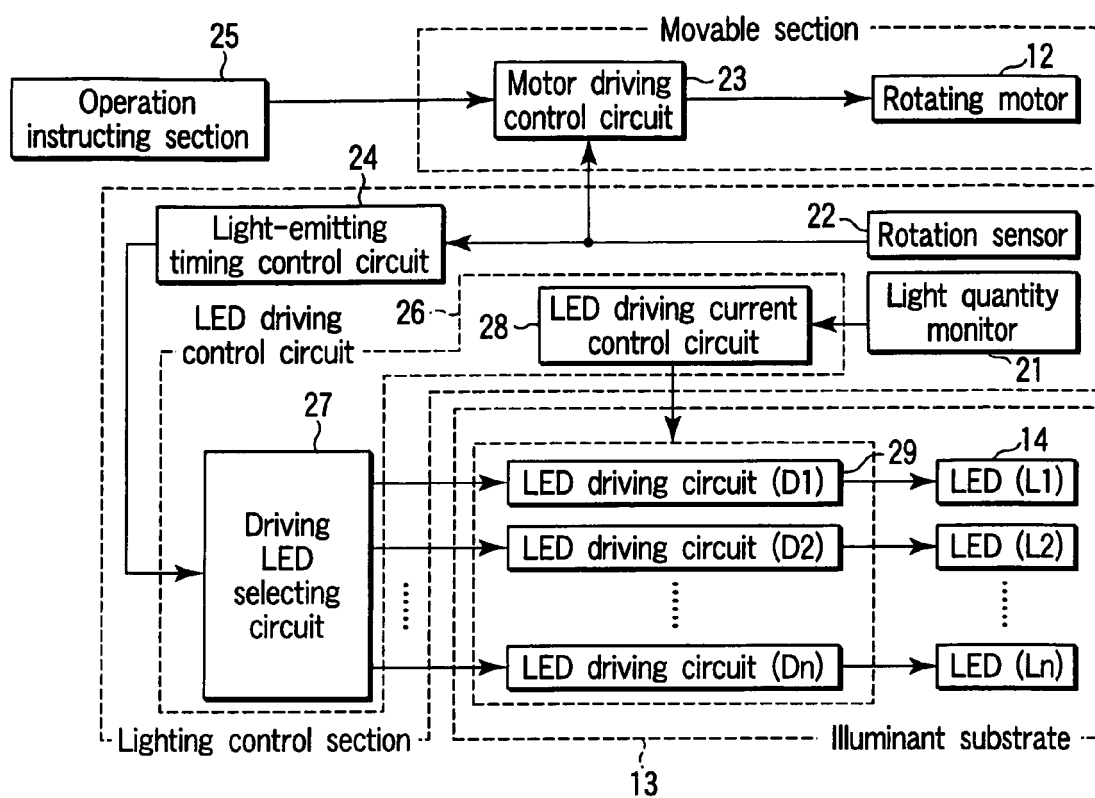 Movable section
25
Operation
instructing section
Motor driving
control circuit
23
12
Rotating motor
24
Light-emitting
timing control circuit
22
Rotation sensor
26
LED driving
control circuit
28
LED driving current
control circuit
Light quantity
monitor
21
27
Driving
LED
selecting
circuit
29
14
LED driving circuit (D1)
LED (L1)
LED driving circuit (D2)
LED (L2)
LED driving circuit (Dn)
LED (Ln)
Lighting control section
Illuminant substrate
13